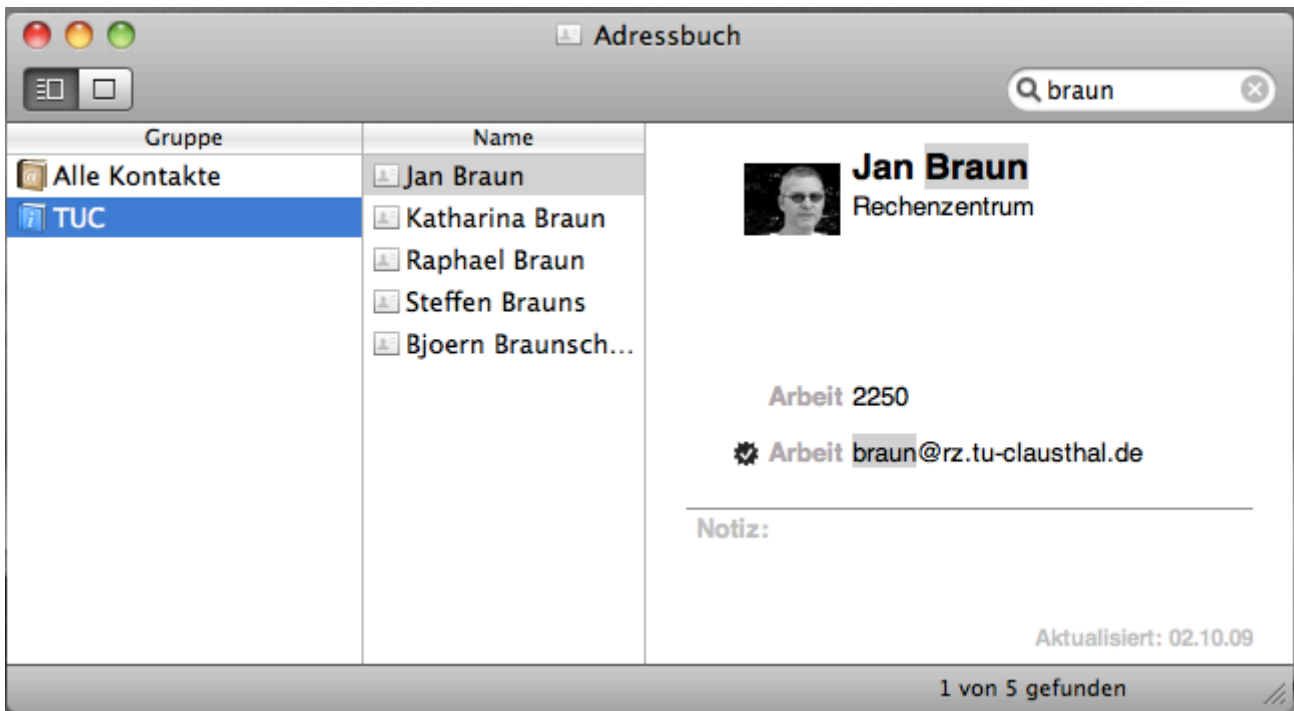 Adressbuch
braun
Gruppe
Alle Kontakte
TUC
Name
Jan Braun
Katharina Braun
Raphael Braun
Steffen Brauns
Bjoern Braunsch...
Jan Braun
Rechenzentrum
Arbeit 2250
Arbeit braun@rz.tu-clausthal.de
Notiz:
Aktualisiert: 02.10.09
1 von 5 gefunden